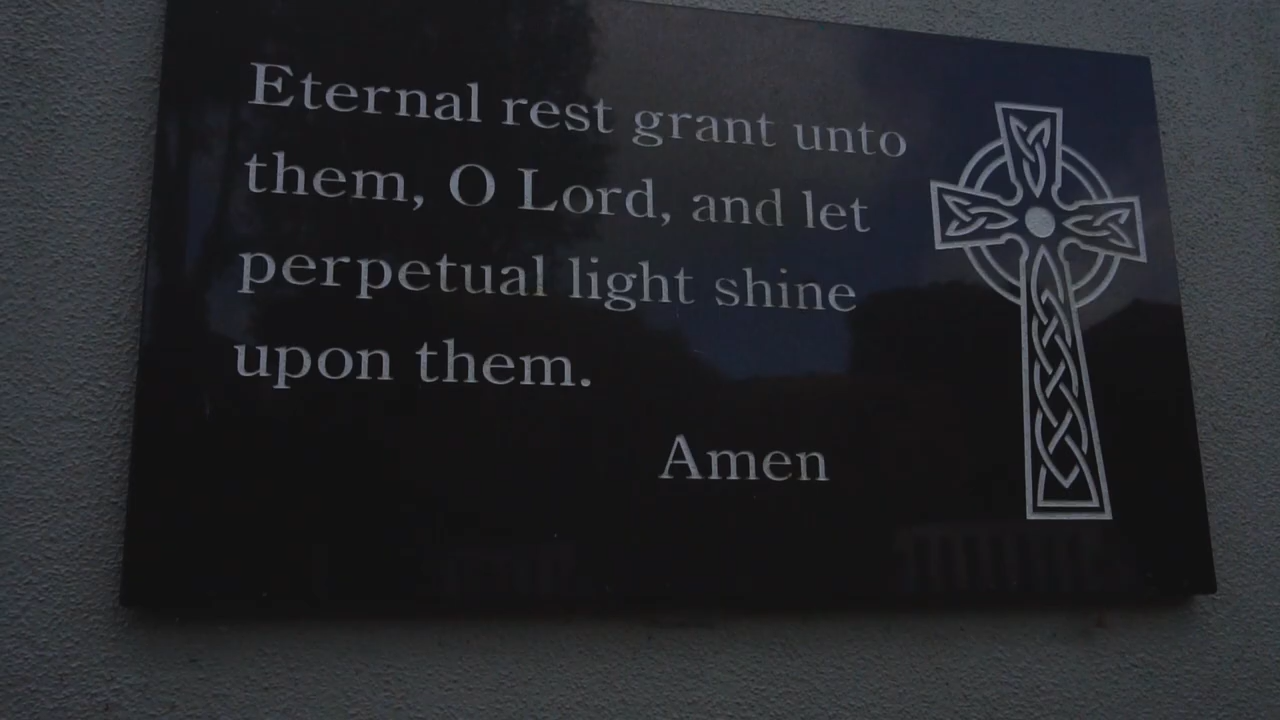 Eternal rest grant unto
them, O Lord, and let
perpetual light shine
upon them.
Amen